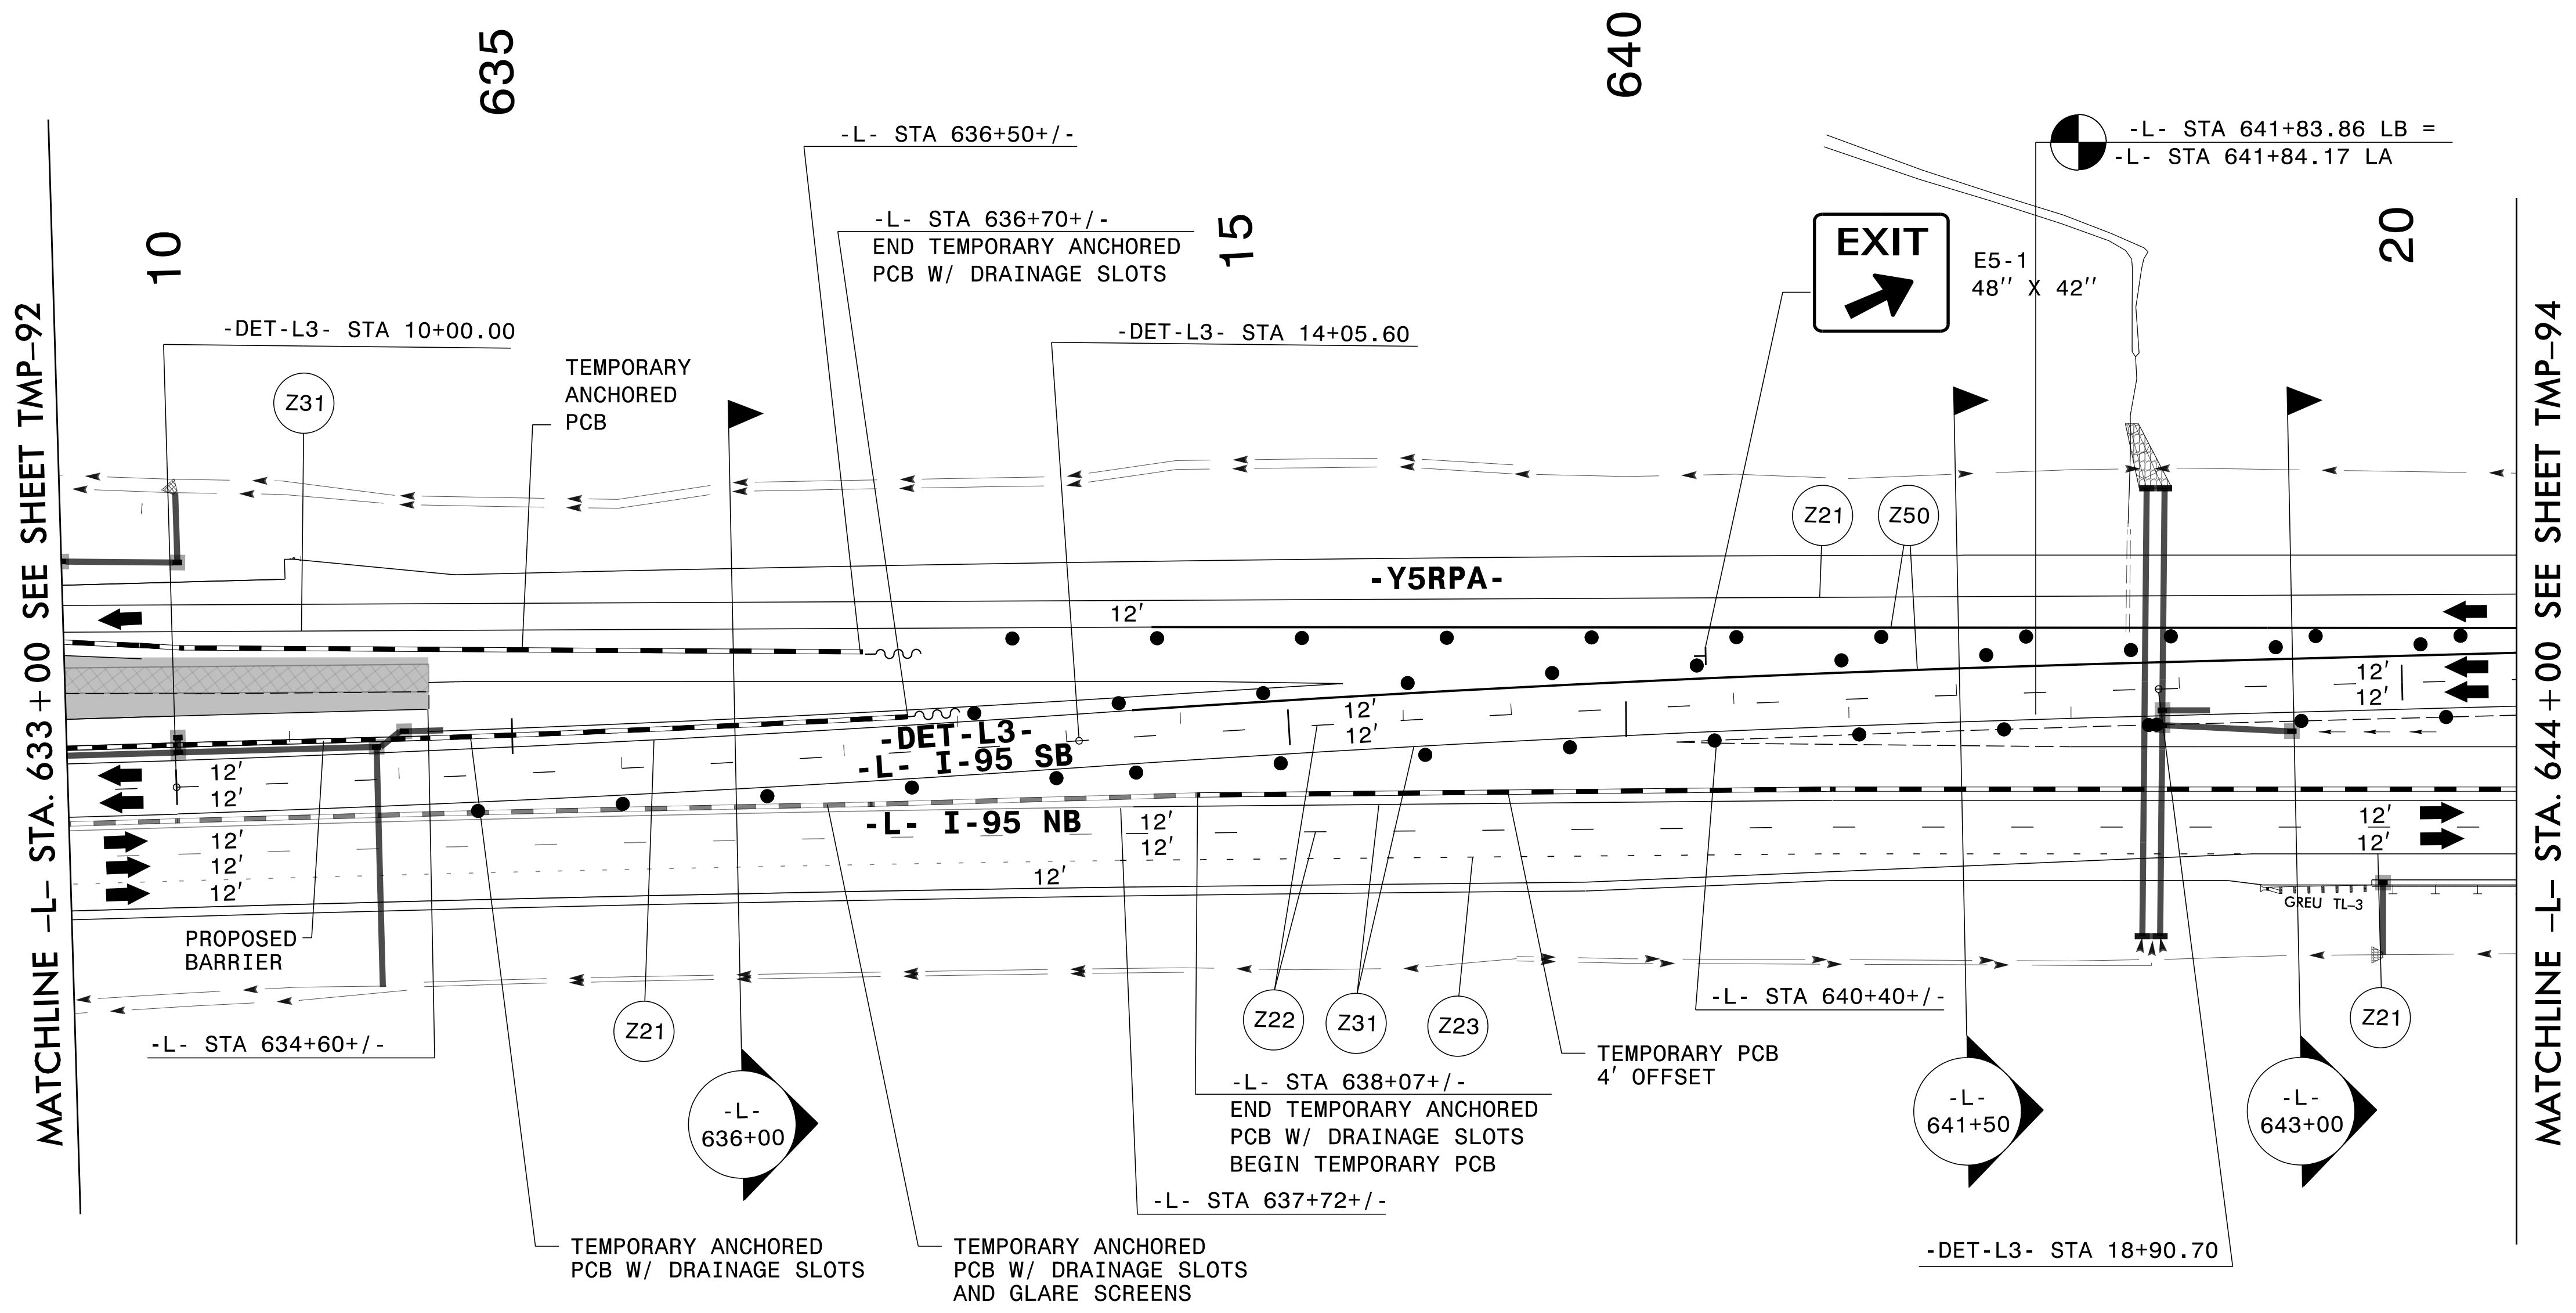 635
640
-L- STA 636+50+/-
-L- STA 641+83.86 LB =
-L- STA 641+84.17 LA
-L- STA 636+70+/-
END TEMPORARY ANCHORED
PCB W/ DRAINAGE SLOTS
10
15
20
EXIT
E5-1
48'' X 42''
-DET-L3- STA 10+00.00
-DET-L3- STA 14+05.60
TEMPORARY
ANCHORED
PCB
Z31
MATCHLINE -L- STA. 633+00 SEE SHEET TMP-92
MATCHLINE -L- STA. 644+00 SEE SHEET TMP-94
Z21
Z50
-Y5RPA-
12'
12'
12'
12'
12'
-DET-L3-
-L- I-95 SB
12'
12'
-L- I-95 NB
12'
12'
12'
12'
12'
12'
12'
12'
GREU TL-3
PROPOSED
BARRIER
-L- STA 634+60+/-
Z21
Z22
Z31
Z23
-L- STA 640+40+/-
Z21
TEMPORARY PCB
4' OFFSET
-L- STA 638+07+/-
END TEMPORARY ANCHORED
PCB W/ DRAINAGE SLOTS
BEGIN TEMPORARY PCB
-L-
636+00
-L-
641+50
-L-
643+00
-L- STA 637+72+/-
TEMPORARY ANCHORED
PCB W/ DRAINAGE SLOTS
TEMPORARY ANCHORED
PCB W/ DRAINAGE SLOTS
AND GLARE SCREENS
-DET-L3- STA 18+90.70